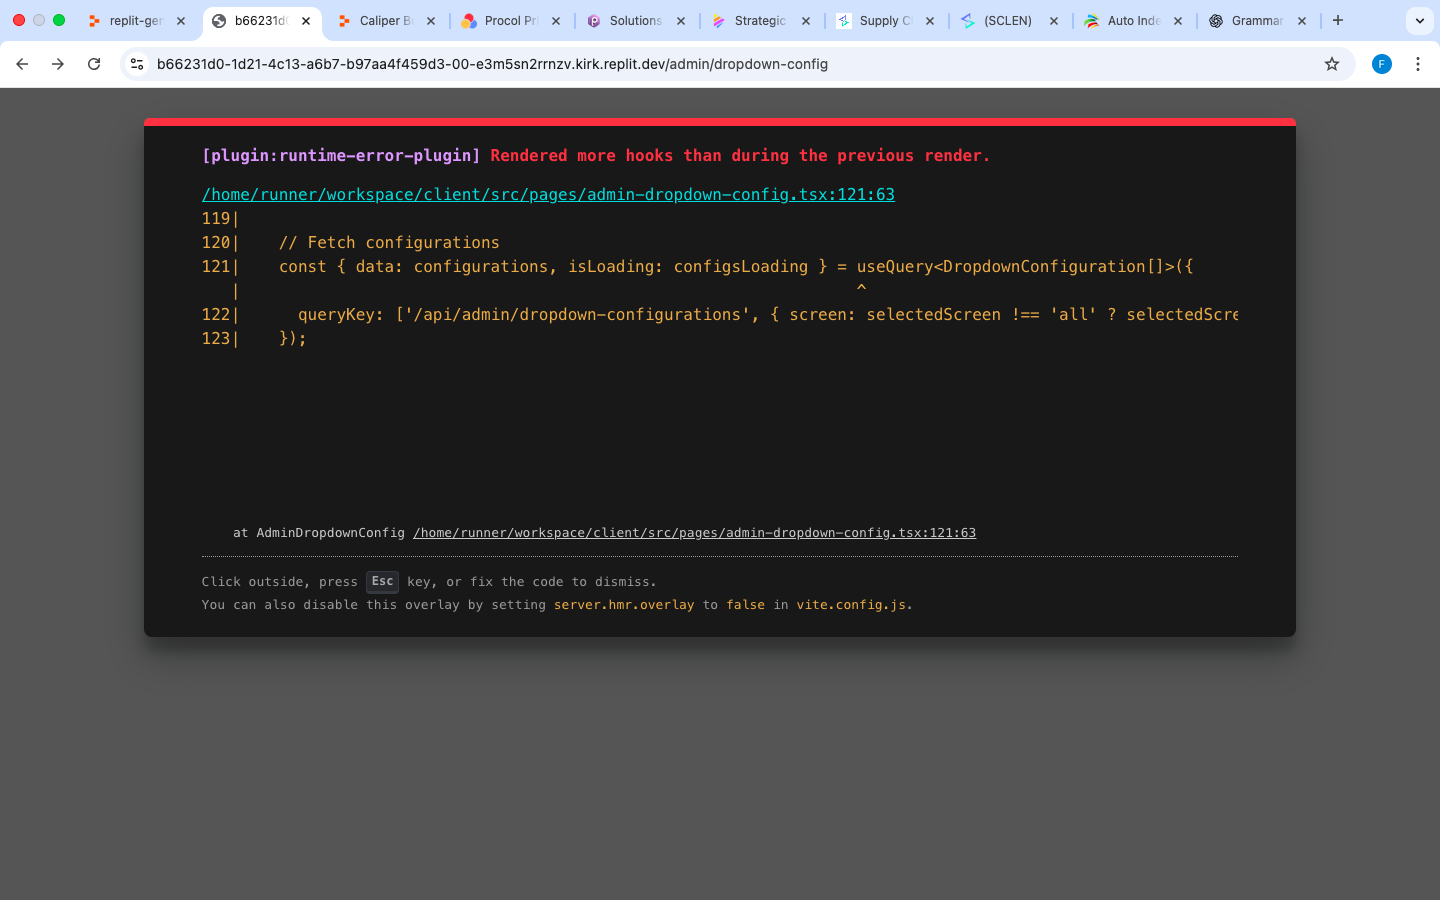 replit-gen
b66231d0
Caliper Bu
Procol Pri
Solutions
Strategic
Supply C
(SCLEN)
Auto Inde
Grammar
b66231d0-1d21-4c13-a6b7-b97aa4f459d3-00-e3m5sn2rrnzv.kirk.replit.dev/admin/dropdown-config
F
[plugin:runtime-error-plugin] Rendered more hooks than during the previous render.
/home/runner/workspace/client/src/pages/admin-dropdown-config.tsx:121:63
119|
120|    // Fetch configurations
121|    const { data: configurations, isLoading: configsLoading } = useQuery<DropdownConfiguration[]>({
|                                                                 ^
122|      queryKey: ['/api/admin/dropdown-configurations', { screen: selectedScreen !== 'all' ? selectedScre
123|    });
at AdminDropdownConfig /home/runner/workspace/client/src/pages/admin-dropdown-config.tsx:121:63
Click outside, press Esc key, or fix the code to dismiss.
You can also disable this overlay by setting server.hmr.overlay to false in vite.config.js.